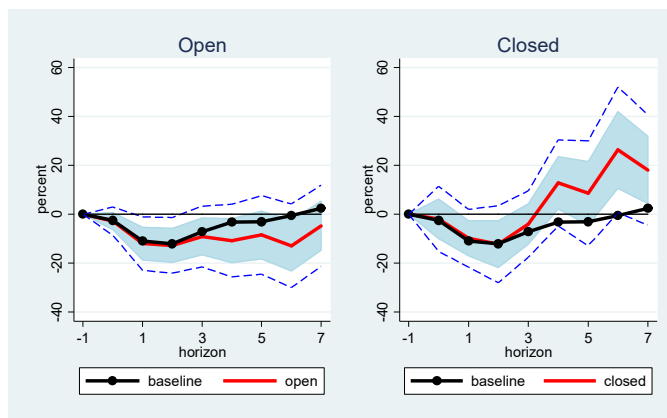 Open
60
40
20
0
-20
-40
percent
-1 1 3 5 7
horizon
baseline open
Closed
60
40
20
0
-20
-40
percent
-1 1 3 5 7
horizon
baseline closed